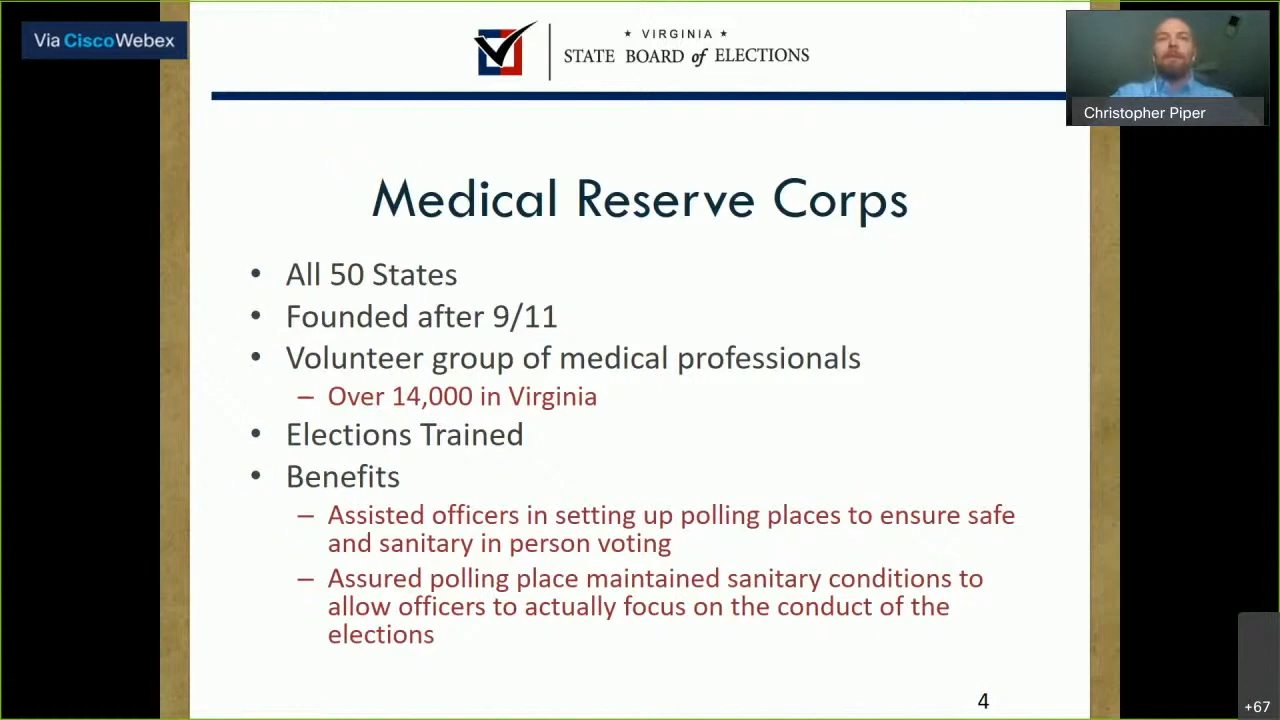 Via CiscoWebex
★ VIRGINIA ★
STATE BOARD of ELECTIONS
Christopher Piper
Medical Reserve Corps
• All 50 States
• Founded after 9/11
• Volunteer group of medical professionals
– Over 14,000 in Virginia
• Elections Trained
• Benefits
– Assisted officers in setting up polling places to ensure safe
and sanitary in person voting
– Assured polling place maintained sanitary conditions to
allow officers to actually focus on the conduct of the
elections
4
+67